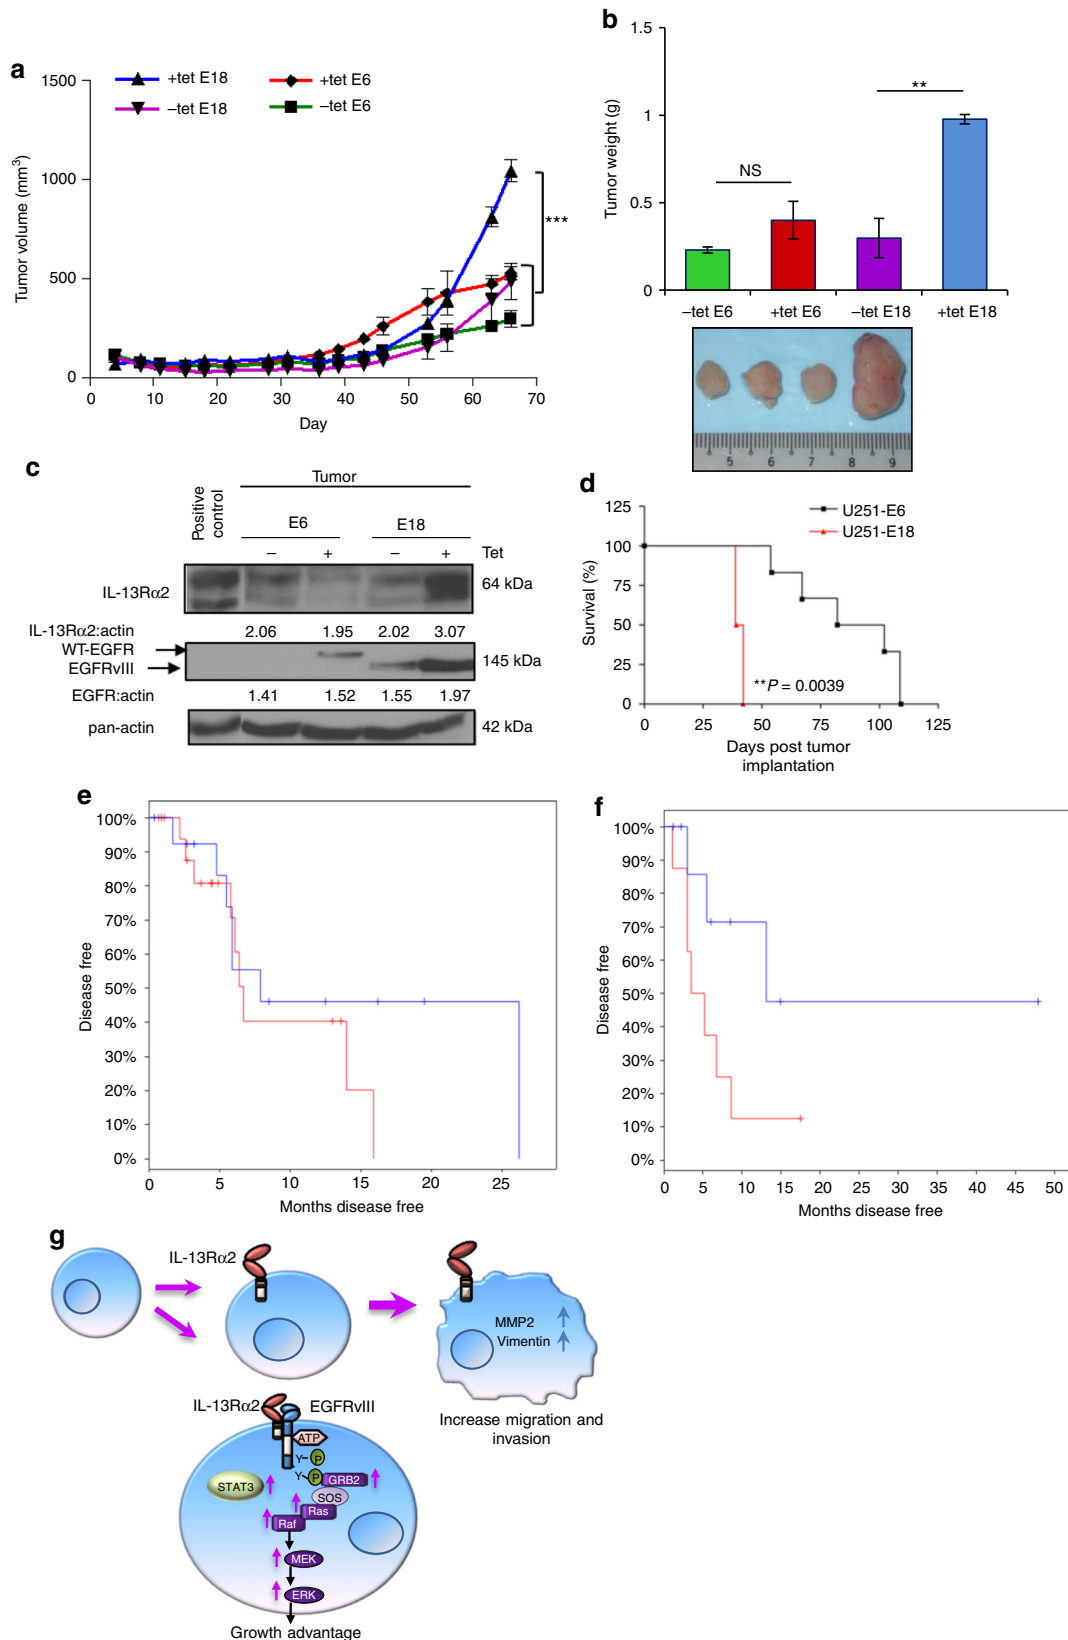 a
+tet E18
+tet E6
–tet E18
–tet E6
1500
1000
500
0
Tumor volume (mm³)
***
0 10 20 30 40 50 60 70
Day
b
1.5
1
0.5
0
Tumor weight (g)
NS
**
–tet E6 +tet E6 –tet E18 +tet E18
5 6 7 8 9
c
Tumor
Positive control
E6 E18
– + – + Tet
IL-13Rα2
64 kDa
IL-13Rα2:actin 2.06 1.95 2.02 3.07
WT-EGFR
EGFRvIII
145 kDa
EGFR:actin 1.41 1.52 1.55 1.97
pan-actin
42 kDa
d
U251-E6
U251-E18
125
100
75
50
25
0
Survival (%)
**P = 0.0039
0 25 50 75 100 125
Days post tumor
implantation
e
100%
90%
80%
70%
60%
50%
40%
30%
20%
10%
0%
Disease free
0 5 10 15 20 25
Months disease free
f
100%
90%
80%
70%
60%
50%
40%
30%
20%
10%
0%
Disease free
0 5 10 15 20 25 30 35 40 45 50
Months disease free
g
IL-13Rα2
MMP2
Vimentin
Increase migration and
invasion
IL-13Rα2 EGFRvIII
ATP
Y– P
Y– P
GRB2
STAT3
SOS
Ras
Raf
MEK
ERK
Growth advantage